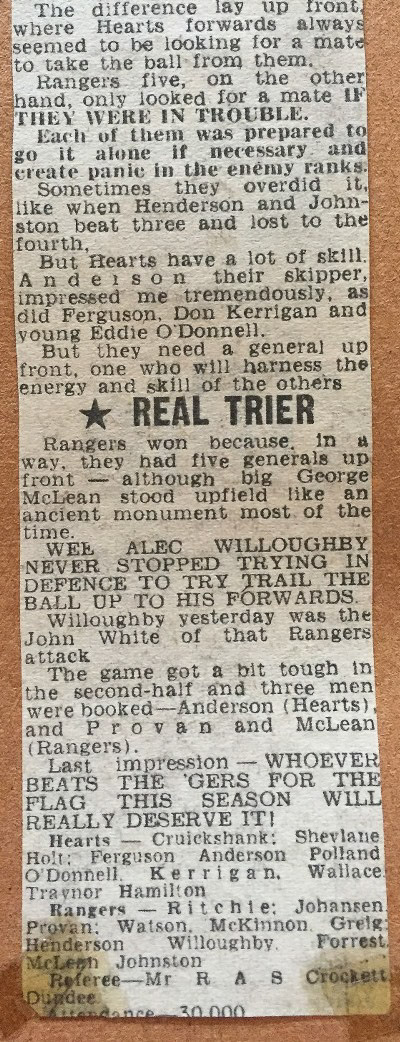 The difference lay up front,
where Hearts forwards always
seemed to be looking for a mate
to take the ball from them.
Rangers five, on the other
hand, only looked for a mate IF
THEY WERE IN TROUBLE.
Each of them was prepared to
go it alone if necessary and
create panic in the enemy ranks.
Sometimes they overdid it,
like when Henderson and John-
ston beat three and lost to the
fourth,
But Hearts have a lot of skill.
Anderson their skipper,
impressed me tremendously, as
did Ferguson, Don Kerrigan and
young Eddie O'Donnell.
But they need a general up
front, one who will harness the
energy and skill of the others
★ REAL TRIER
Rangers won because, in a
way, they had five generals up
front — although big George
McLean stood upfield like an
ancient monument most of the
time.
WEE ALEC WILLOUGHBY
NEVER STOPPED TRYING IN
DEFENCE TO TRY TRAIL THE
BALL UP TO HIS FORWARDS.
Willoughby yesterday was the
John White of that Rangers
attack
The game got a bit tough in
the second-half and three men
were booked—Anderson (Hearts),
and Provan and McLean
(Rangers).
Last impression — WHOEVER
BEATS THE 'GERS FOR THE
FLAG THIS SEASON WILL
REALLY DESERVE IT!
Hearts — Cruickshank; Shevlane
Holt; Ferguson Anderson Polland
O'Donnell, Kerrigan, Wallace
Traynor Hamilton
Rangers — Ritchie; Johansen
Provan; Watson, McKinnon, Greig;
Henderson Willoughby, Forrest,
McLean Johnston
Referee—Mr R A S Crockett
Dundee
Attendance—30,000